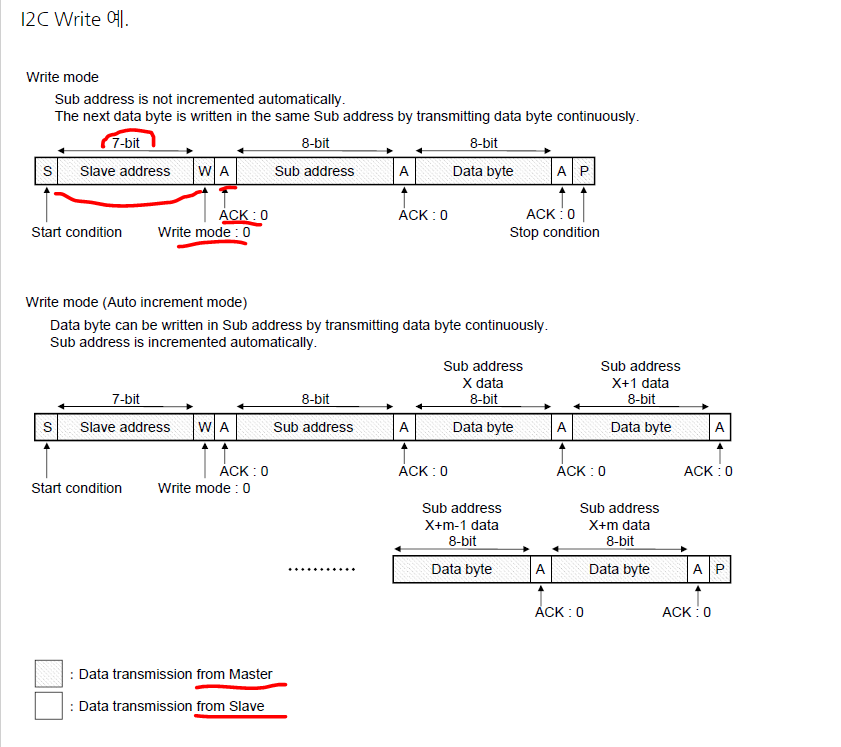 I2C Write 예.
Write mode
Sub address is not incremented automatically.
The next data byte is written in the same Sub address by transmitting data byte continuously.
7-bit 8-bit 8-bit
S Slave address W A Sub address A Data byte A P
ACK : 0 ACK : 0 ACK : 0
Start condition Write mode : 0 Stop condition
Write mode (Auto increment mode)
Data byte can be written in Sub address by transmitting data byte continuously.
Sub address is incremented automatically.
Sub address Sub address
X data X+1 data
7-bit 8-bit 8-bit 8-bit
S Slave address W A Sub address A Data byte A Data byte A
ACK : 0 ACK : 0 ACK : 0 ACK : 0
Start condition Write mode : 0
Sub address Sub address
X+m-1 data X+m data
8-bit 8-bit
Data byte A Data byte A P
ACK : 0 ACK : 0
: Data transmission from Master
: Data transmission from Slave